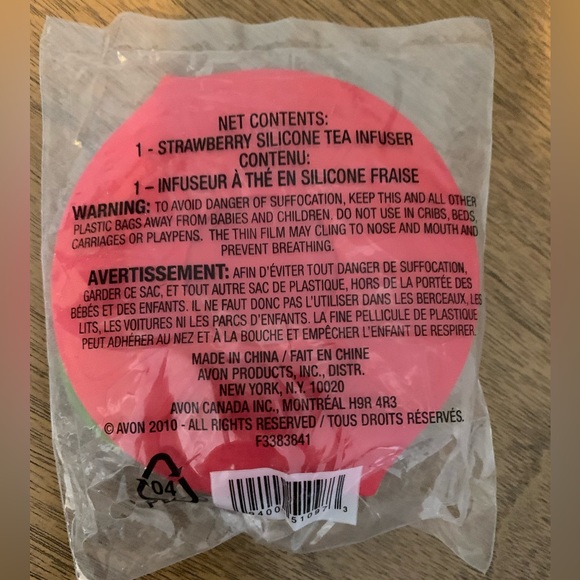 NET CONTENTS:
1 - STRAWBERRY SILICONE TEA INFUSER
CONTENU:
1 – INFUSEUR À THÉ EN SILICONE FRAISE
WARNING: TO AVOID DANGER OF SUFFOCATION, KEEP THIS AND ALL OTHER
PLASTIC BAGS AWAY FROM BABIES AND CHILDREN. DO NOT USE IN CRIBS, BEDS,
CARRIAGES OR PLAYPENS. THE THIN FILM MAY CLING TO NOSE AND MOUTH AND
PREVENT BREATHING.
AVERTISSEMENT: AFIN D'ÉVITER TOUT DANGER DE SUFFOCATION,
GARDER CE SAC, ET TOUT AUTRE SAC DE PLASTIQUE, HORS DE LA PORTÉE DES
BÉBÉS ET DES ENFANTS. IL NE FAUT DONC PAS L'UTILISER DANS LES BERCEAUX, LES
LITS, LES VOITURES NI LES PARCS D'ENFANTS. LA FINE PELLICULE DE PLASTIQUE
PEUT ADHÉRER AU NEZ ET À LA BOUCHE ET EMPÊCHER L'ENFANT DE RESPIRER.
MADE IN CHINA / FAIT EN CHINE
AVON PRODUCTS, INC., DISTR.
NEW YORK, N.Y. 10020
AVON CANADA INC., MONTRÉAL H9R 4R3
© AVON 2010 - ALL RIGHTS RESERVED / TOUS DROITS RÉSERVÉS.
F3383841
04